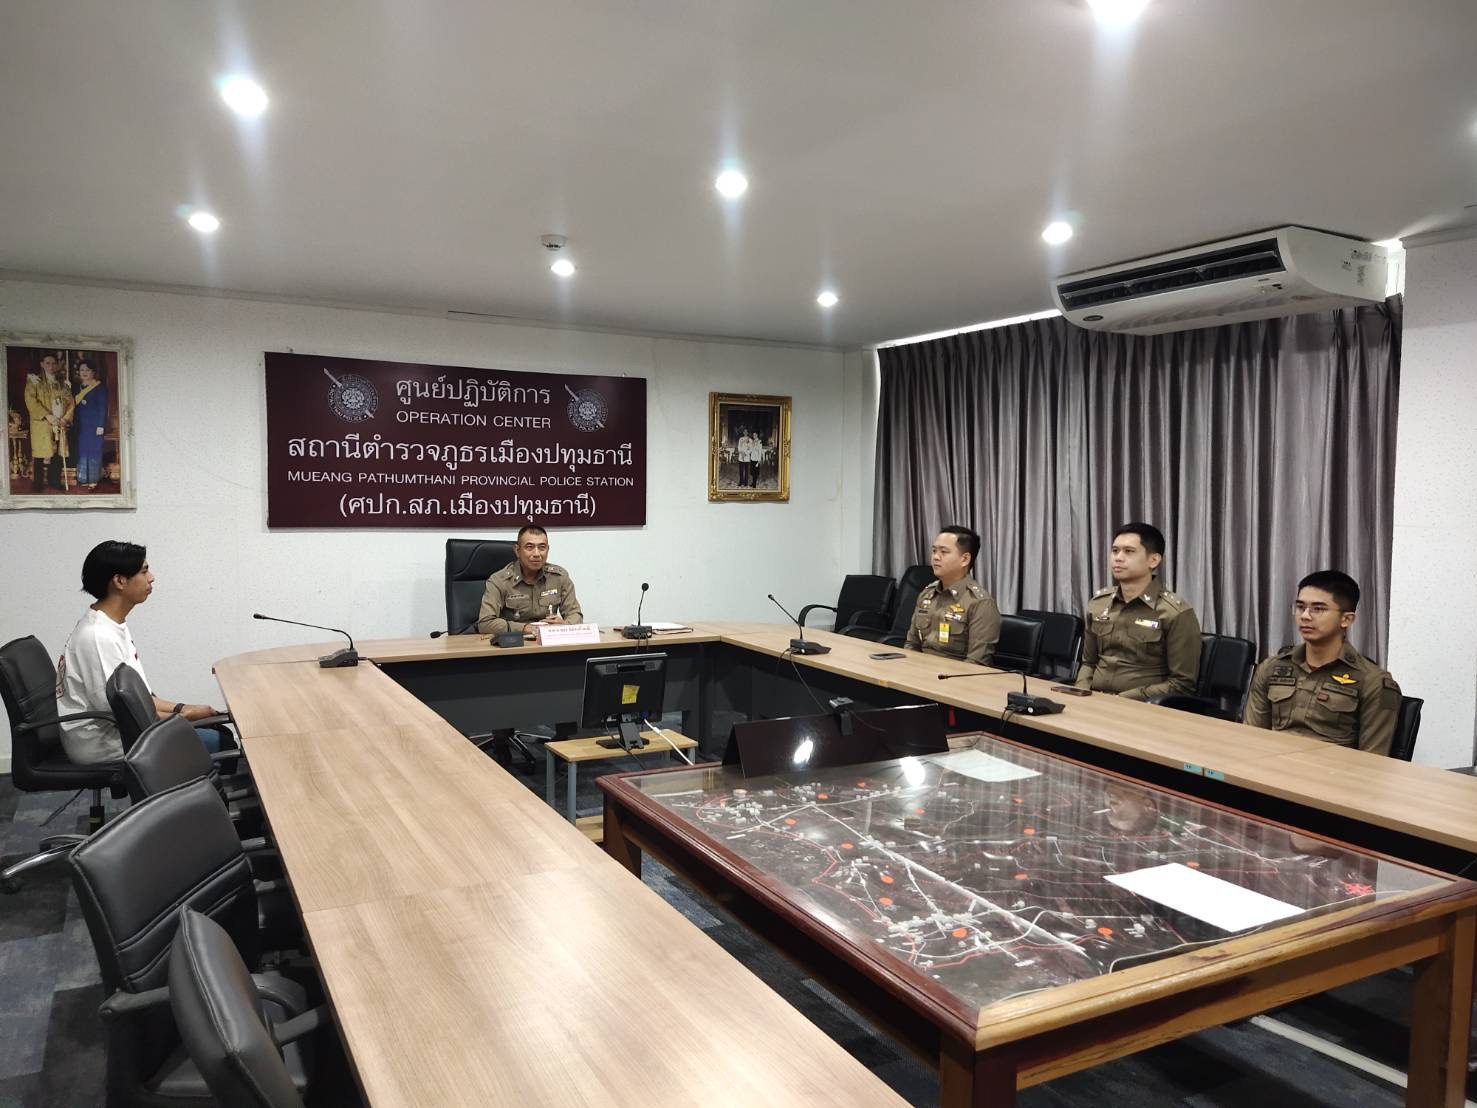 ศูนย์ปฏิบัติการ
OPERATION CENTER
สถานีตำรวจภูธรเมืองปทุมธานี
MUEANG PATHUMTHANI PROVINCIAL POLICE STATION
(ศปก.สภ.เมืองปทุมธานี)